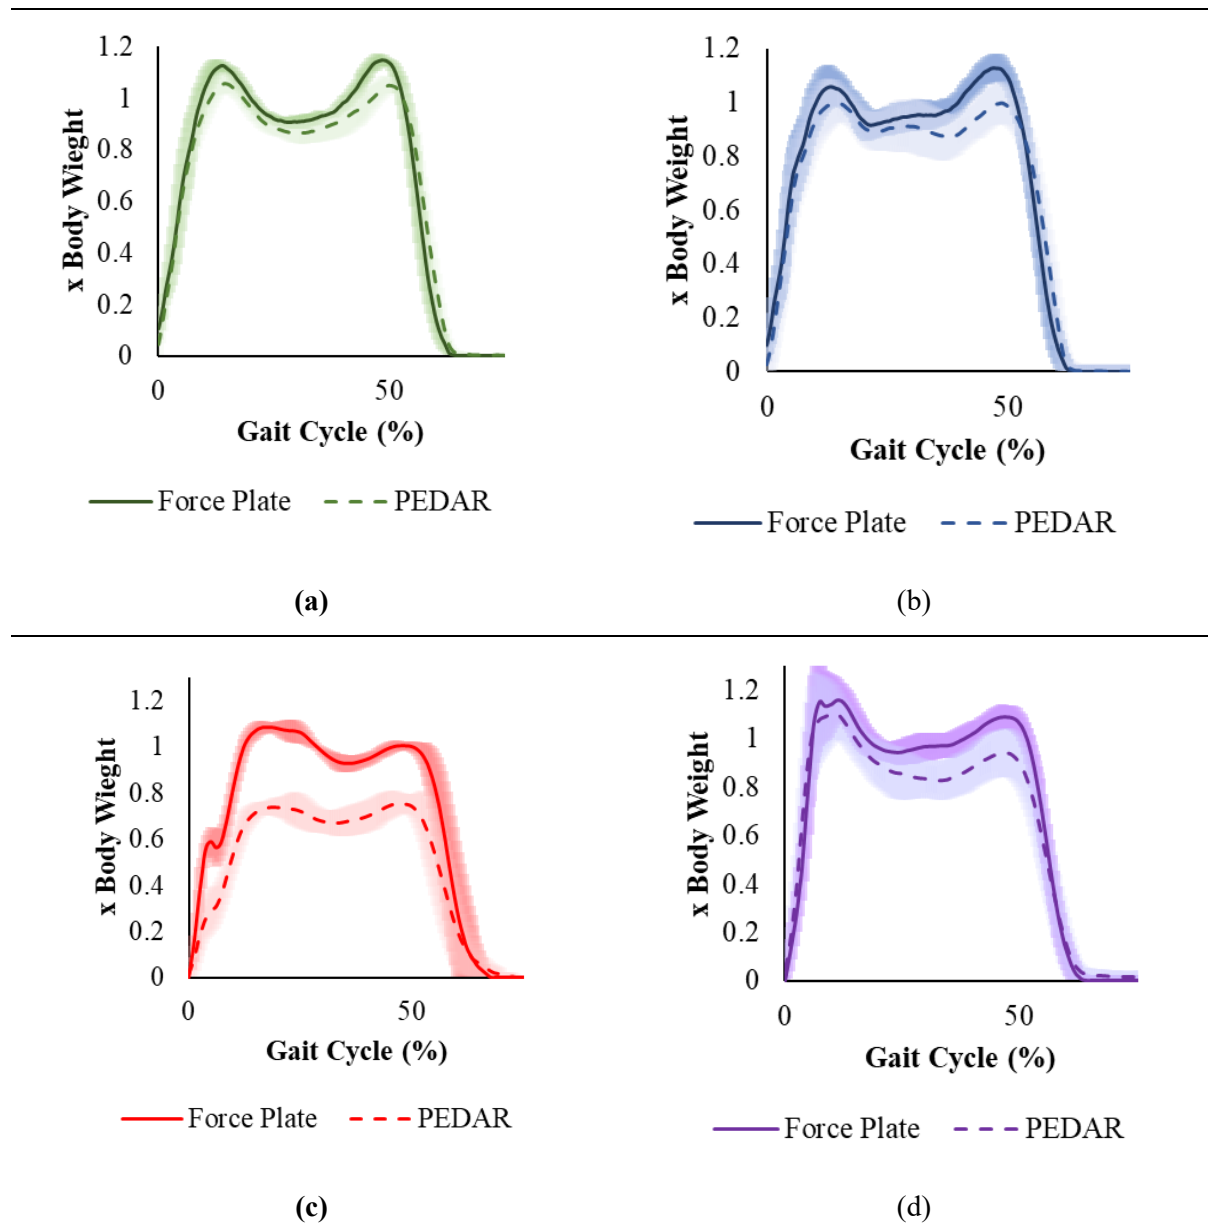 1.2
1
0.8
0.6
0.4
0.2
0
0 50
x Body Wieght
Gait Cycle (%)
Force Plate PEDAR
(a)
1.2
1
0.8
0.6
0.4
0.2
0
0 50
x Body Weight
Gait Cycle (%)
Force Plate PEDAR
(b)
1.2
1
0.8
0.6
0.4
0.2
0
0 50
x Body Wieght
Gait Cycle (%)
Force Plate PEDAR
(c)
1.2
1
0.8
0.6
0.4
0.2
0
0 50
x Body Weight
Gait Cycle (%)
Force Plate PEDAR
(d)